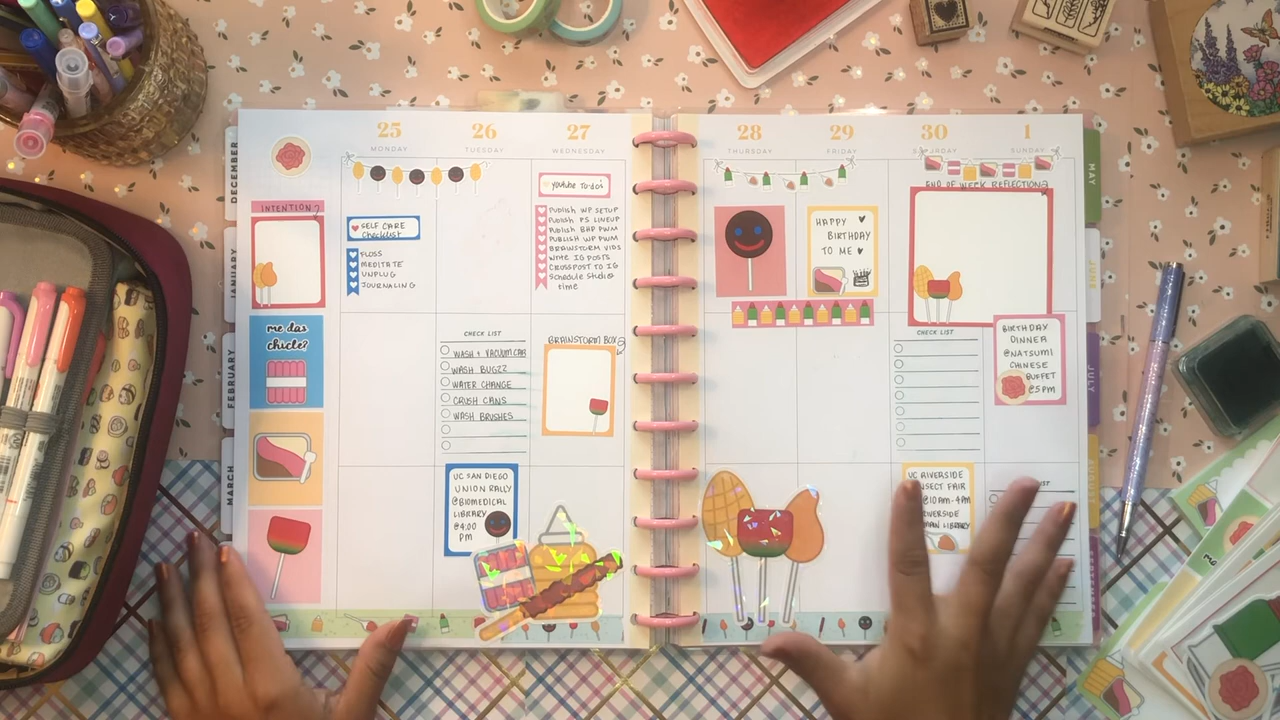 DECEMBER
JANUARY
FEBRUARY
MARCH
INTENTION?
me das
chicle?
25
MONDAY
SELF CARE
Checklist
FLOSS
MEDITATE
UNPLUG
JOURNALING
26
TUESDAY
CHECK LIST
WASH + VACUUM CAR
WASH BUGZZ
WATER CHANGE
CRUSH CANS
WASH BRUSHES
UC SAN DIEGO
UNION RALLY
@BIOMEDICAL
LIBRARY
@4:00
PM
27
WEDNESDAY
youtube to-do:
Publish WP SETUP
Publish PS LINEUP
Publish BHP PWM
PUBLISH WP PWM
BRAINSTORM VIDS
Write IG POSTS
CROSSPOST TO IG
Schedule Studio
time
BRAINSTORM BOX
28
THURSDAY
29
FRIDAY
HAPPY
BIRTHDAY
TO ME
30
1
SUNDAY
END OF WEEK REFLECTION?
CHECK LIST
BIRTHDAY
DINNER
@NATSUMI
CHINESE
BUFFET
@5PM
UC RIVERSIDE
INSECT FAIR
@10AM-4PM
RIVERSIDE
MAIN LIBRARY
MAY
JUNE
JULY